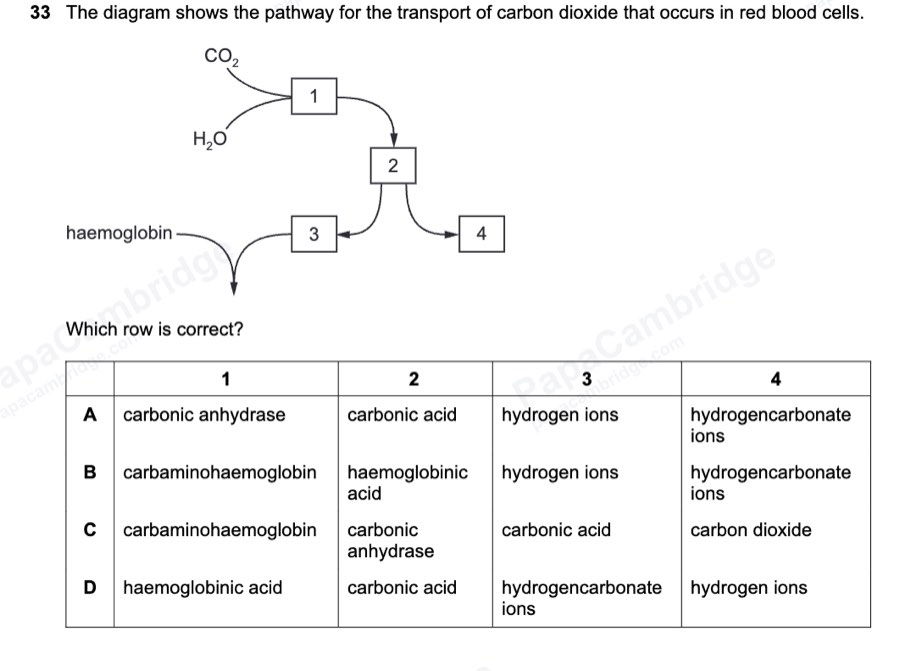 33 The diagram shows the pathway for the transport of carbon dioxide that occurs in red blood cells.
CO₂
1
H₂O
2
haemoglobin
3
4
Which row is correct?
1 2 3 4
A carbonic anhydrase carbonic acid hydrogen ions hydrogencarbonate
ions
B carbaminohaemoglobin haemoglobinic hydrogen ions hydrogencarbonate
acid ions
C carbaminohaemoglobin carbonic carbonic acid carbon dioxide
anhydrase
D haemoglobinic acid carbonic acid hydrogencarbonate hydrogen ions
ions
PapaCambridge